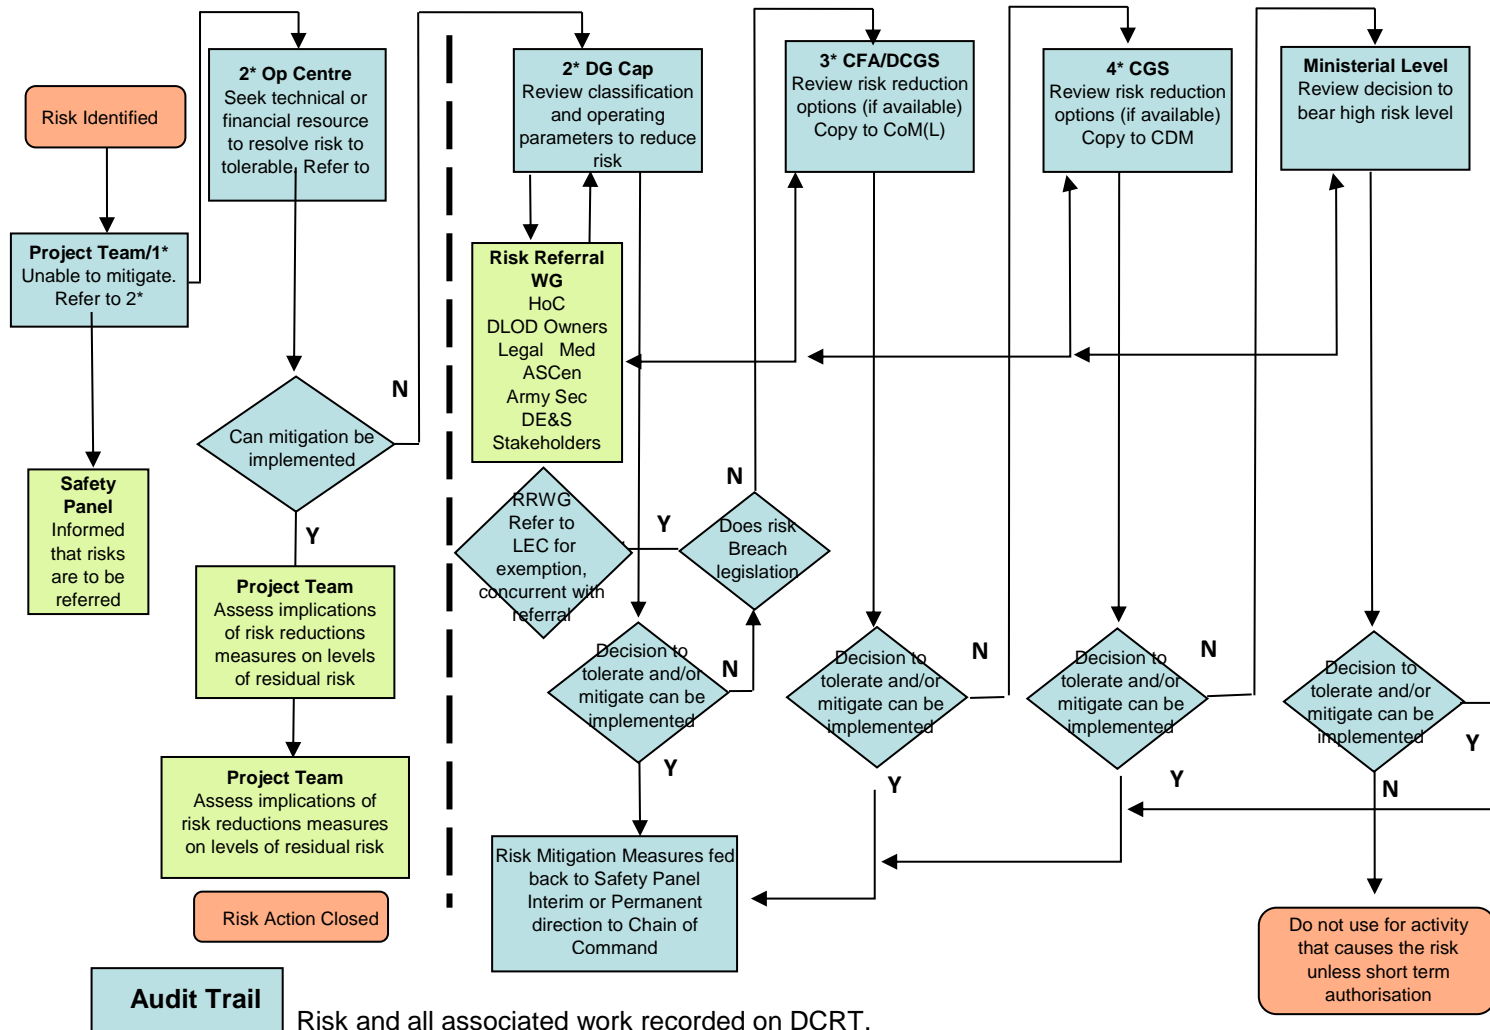 Risk Identified
Project Team/1*
Unable to mitigate.
Refer to 2*
Safety
Panel
Informed
that risks
are to be
referred
2* Op Centre
Seek technical or
financial resource
to resolve risk to
tolerable. Refer to
Can mitigation be
implemented
N
Y
Project Team
Assess implications
of risk reductions
measures on levels
of residual risk
Project Team
Assess implications of
risk reductions measures
on levels of residual risk
Risk Action Closed
2* DG Cap
Review classification
and operating
parameters to reduce
risk
Risk Referral
WG
HoC
DLOD Owners
Legal Med
ASCen
Army Sec
DE&S
Stakeholders
RRWG
Refer to
LEC for
exemption,
concurrent with
referral
Y
Does risk
Breach
legislation
N
Decision to
tolerate and/or
mitigate can be
implemented
N
Y
Risk Mitigation Measures fed
back to Safety Panel
Interim or Permanent
direction to Chain of
Command
3* CFA/DCGS
Review risk reduction
options (if available)
Copy to CoM(L)
Decision to
tolerate and/or
mitigate can be
implemented
N
Y
4* CGS
Review risk reduction
options (if available)
Copy to CDM
Decision to
tolerate and/or
mitigate can be
implemented
N
Y
Ministerial Level
Review decision to
bear high risk level
Decision to
tolerate and/or
mitigate can be
implemented
Y
N
Do not use for activity
that causes the risk
unless short term
authorisation
Audit Trail
Risk and all associated work recorded on DCRT.